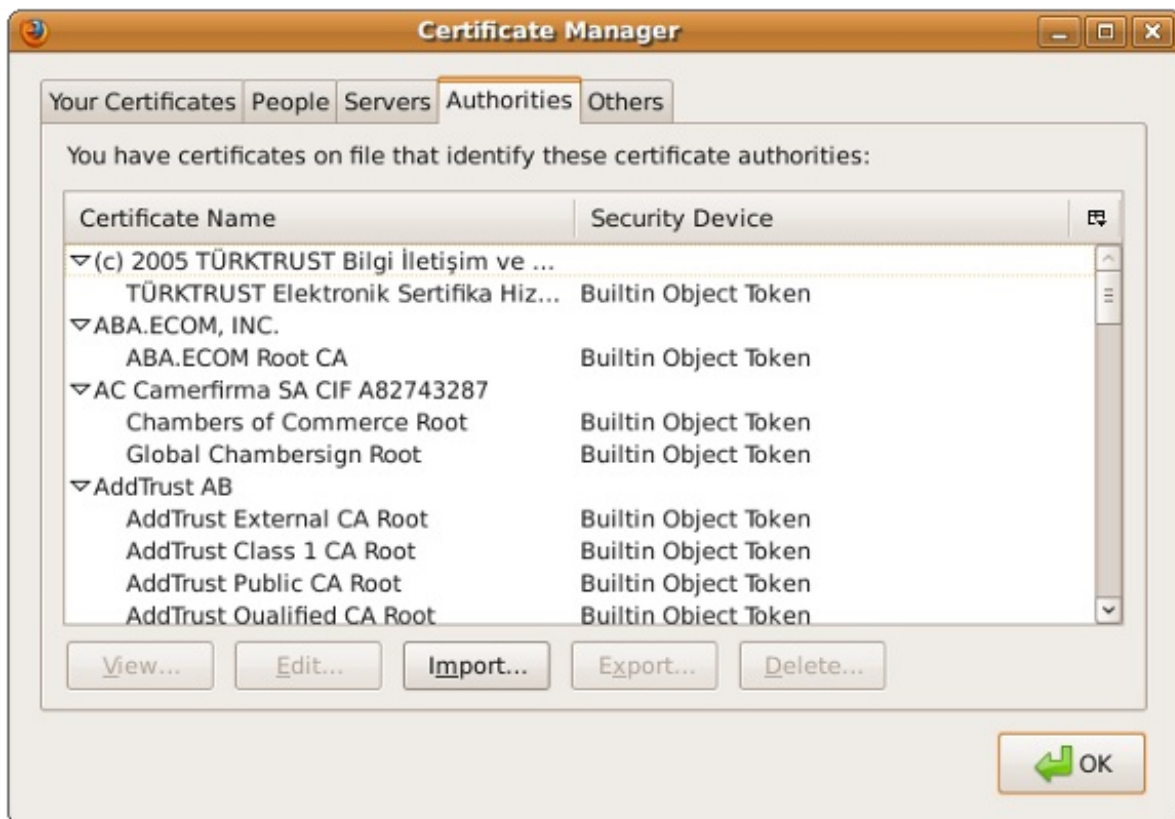 Certificate Manager
Your Certificates People Servers Authorities Others
You have certificates on file that identify these certificate authorities:
Certificate Name Security Device
(c) 2005 TÜRKTRUST Bilgi İletişim ve ...
TÜRKTRUST Elektronik Sertifika Hiz... Builtin Object Token
ABA.ECOM, INC.
ABA.ECOM Root CA Builtin Object Token
AC Camerfirma SA CIF A82743287
Chambers of Commerce Root Builtin Object Token
Global Chambersign Root Builtin Object Token
AddTrust AB
AddTrust External CA Root Builtin Object Token
AddTrust Class 1 CA Root Builtin Object Token
AddTrust Public CA Root Builtin Object Token
AddTrust Qualified CA Root Builtin Object Token
View... Edit... Import... Export... Delete...
OK